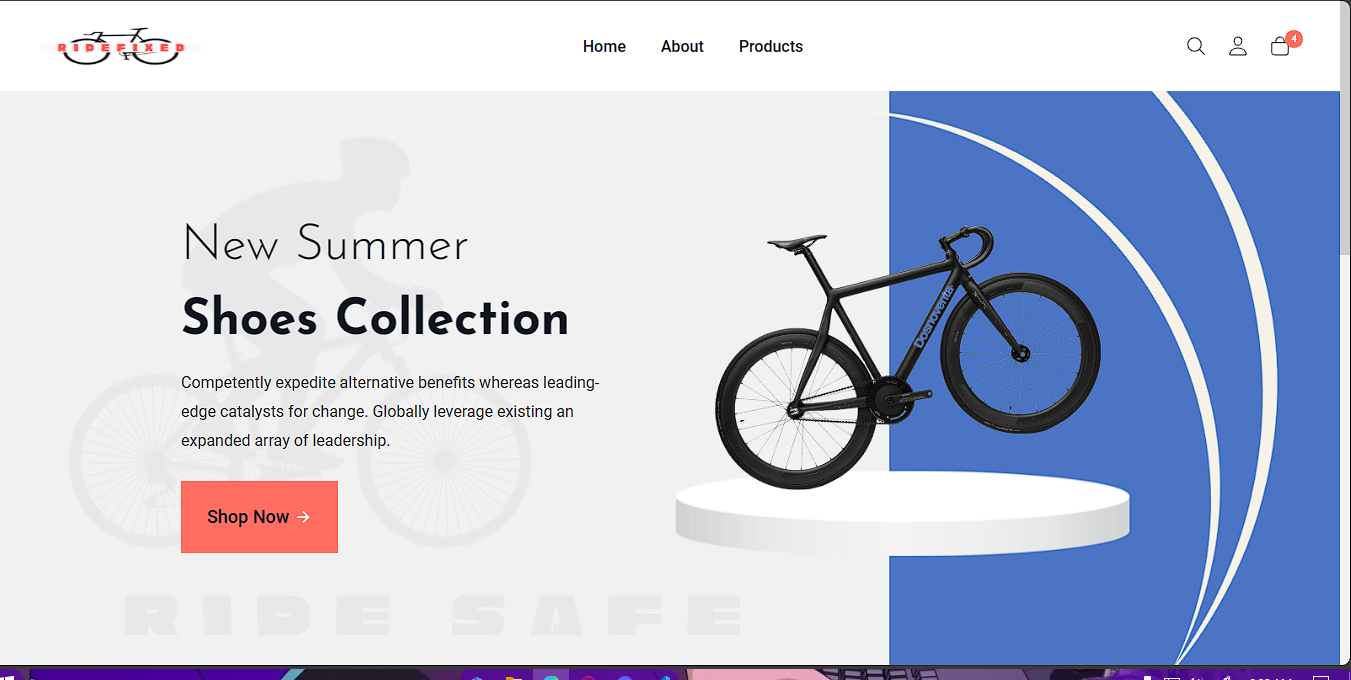 RIDEFIXED
Home About Products
4
New Summer
Shoes Collection
Competently expedite alternative benefits whereas leading-
edge catalysts for change. Globally leverage existing an
expanded array of leadership.
Shop Now →
Dosnoventa
RIDE SAFE